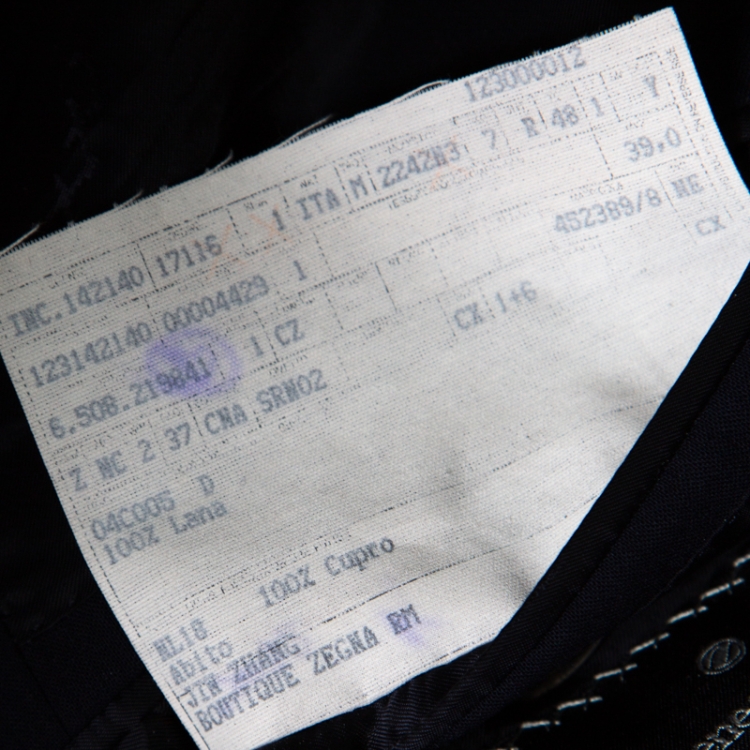 123000012
INC.142140 17116 1 ITA M 2242N3 7 R 48 1 Y
123142140 00004429 1 39,0
6.508.219841 1 CZ 452389/8 NE
Z NC 2 37 CNA SRN02 CX 1+6 CX
04C005 D
100% Lana
100% Cupro
NL18
Abito
JIN ZHANG
BOUTIQUE ZEGNA RM